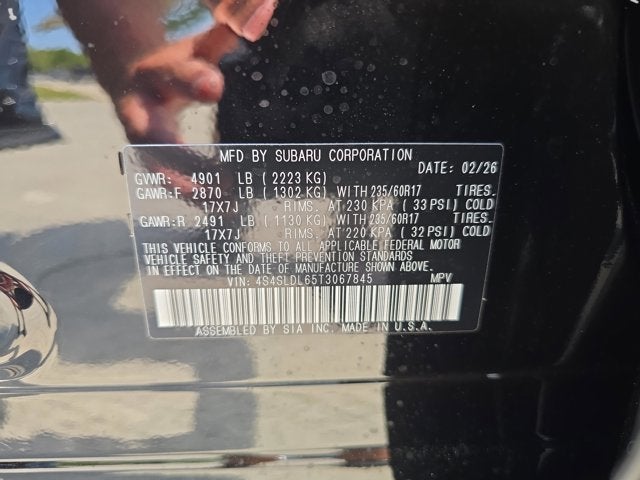 MFD BY SUBARU CORPORATION
DATE: 02/26
GVWR: 4901 LB ( 2223 KG)
GAWR:F 2870 LB ( 1302 KG) WITH 235/60R17 TIRES.
17X7J RIMS. AT 230 KPA ( 33 PSI) COLD
GAWR:R 2491 LB ( 1130 KG) WITH 235/60R17 TIRES.
17X7J RIMS. AT 220 KPA ( 32 PSI) COLD
THIS VEHICLE CONFORMS TO ALL APPLICABLE FEDERAL MOTOR
VEHICLE SAFETY AND THEFT PREVENTION STANDARDS
IN EFFECT ON THE DATE OF MANUFACTURE SHOWN ABOVE.
VIN: 4S4SLDL65T3067845 MPV
ASSEMBLED BY SIA INC. MADE IN U.S.A.